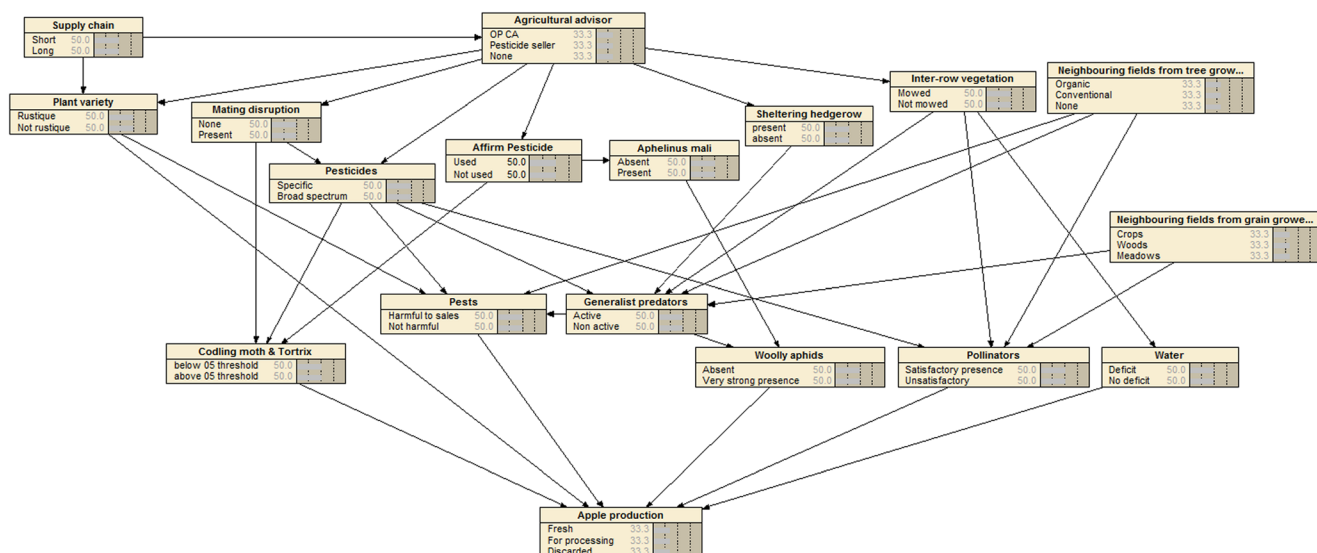 Supply chain
Short 50.0
Long 50.0
Agricultural advisor
OP CA 33.3
Pesticide seller 33.3
None 33.3
Plant variety
Rustique 50.0
Not rustique 50.0
Mating disruption
None 50.0
Present 50.0
Inter-row vegetation
Mowed 50.0
Not mowed 50.0
Neighbouring fields from tree grow...
Organic 33.3
Conventional 33.3
None 33.3
Sheltering hedgerow
present 50.0
absent 50.0
Affirm Pesticide
Used 50.0
Not used 50.0
Aphelinus mali
Absent 50.0
Present 50.0
Pesticides
Specific 50.0
Broad spectrum 50.0
Neighbouring fields from grain growe...
Crops 33.3
Woods 33.3
Meadows 33.3
Pests
Harmful to sales 50.0
Not harmful 50.0
Generalist predators
Active 50.0
Non active 50.0
Codling moth & Tortrix
below 05 threshold 50.0
above 05 threshold 50.0
Woolly aphids
Absent 50.0
Very strong presence 50.0
Pollinators
Satisfactory presence 50.0
Unsatisfactory 50.0
Water
Deficit 50.0
No deficit 50.0
Apple production
Fresh 33.3
For processing 33.3
Discarded 33.3